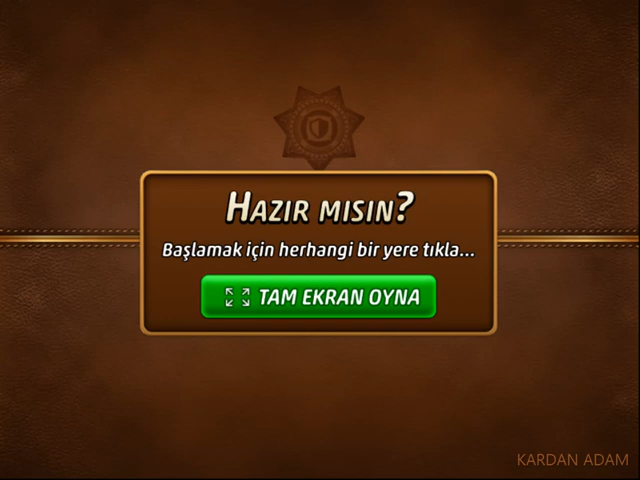 HAZIR MISIN?
Başlamak için herhangi bir yere tıkla...
TAM EKRAN OYNA
KARDAN ADAM